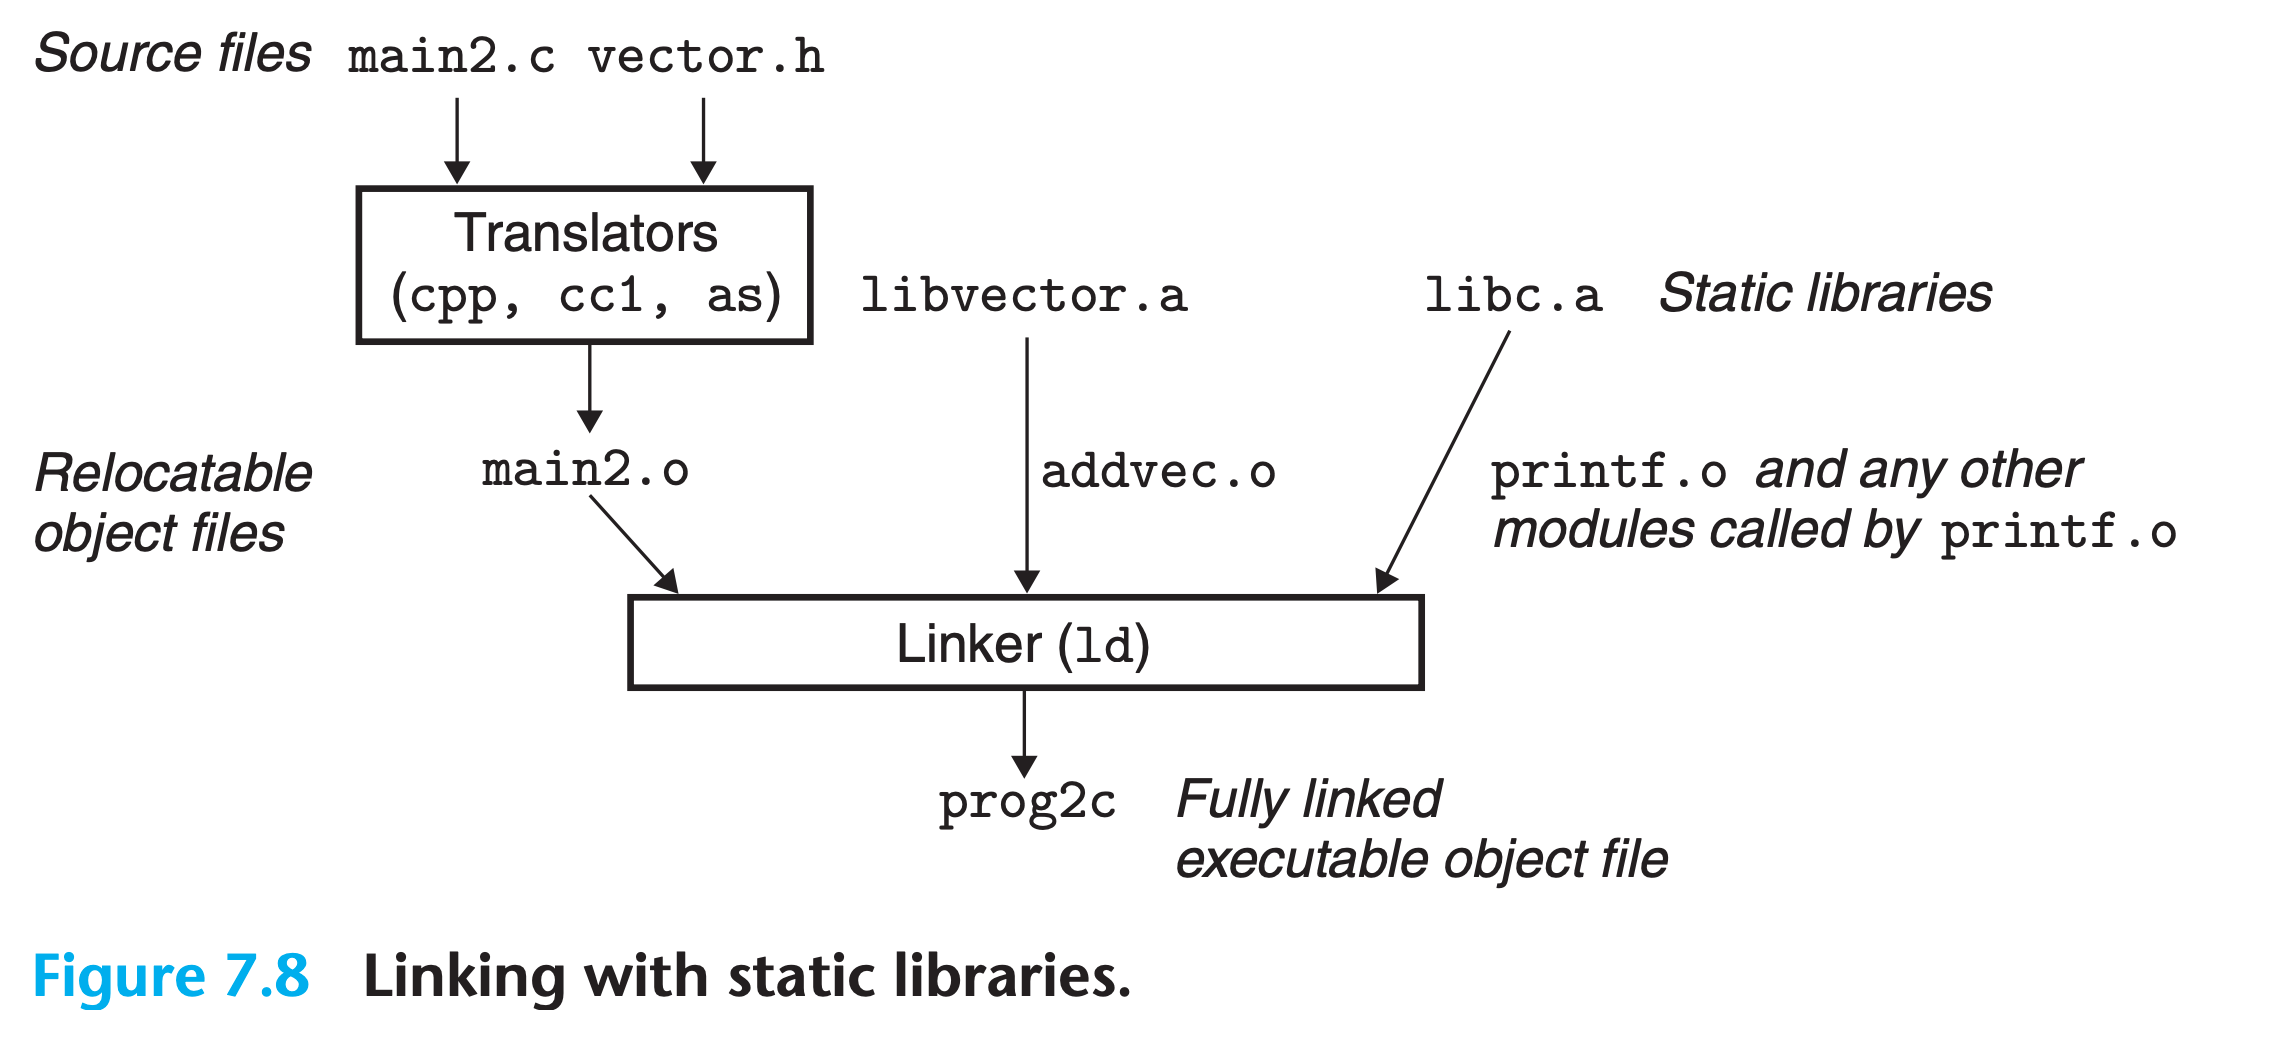 Source files main2.c vector.h
Translators
(cpp, cc1, as)
libvector.a
libc.a Static libraries
Relocatable
object files
main2.o
addvec.o
printf.o and any other
modules called by printf.o
Linker (ld)
prog2c
Fully linked
executable object file
Figure 7.8 Linking with static libraries.